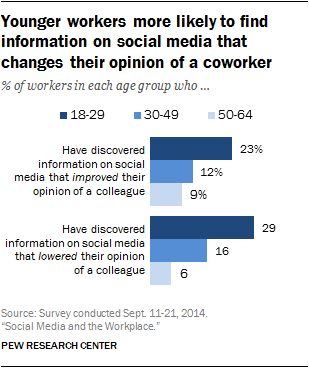 Younger workers more likely to find
information on social media that
changes their opinion of a coworker
% of workers in each age group who ...
18-29 30-49 50-64
Have discovered
information on social
media that improved their
opinion of a colleague
23%
12%
9%
Have discovered
information on social media
that lowered their opinion
of a colleague
29
16
6
Source: Survey conducted Sept. 11-21, 2014.
“Social Media and the Workplace.”
PEW RESEARCH CENTER